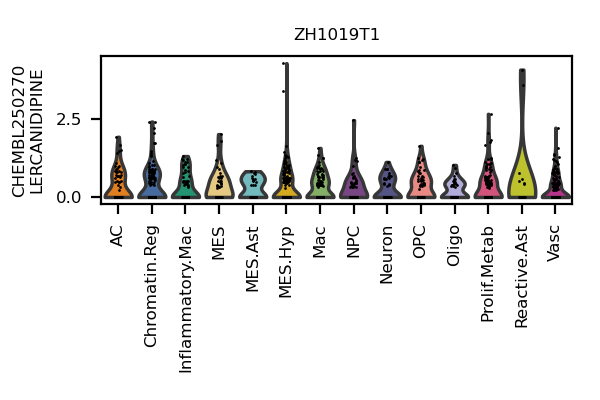 ZH1019T1
CHEMBL250270
LERCANIDIPINE
2.5
0.0
AC
Chromatin.Reg
Inflammatory.Mac
MES
MES.Ast
MES.Hyp
Mac
NPC
Neuron
OPC
Oligo
Prolif.Metab
Reactive.Ast
Vasc